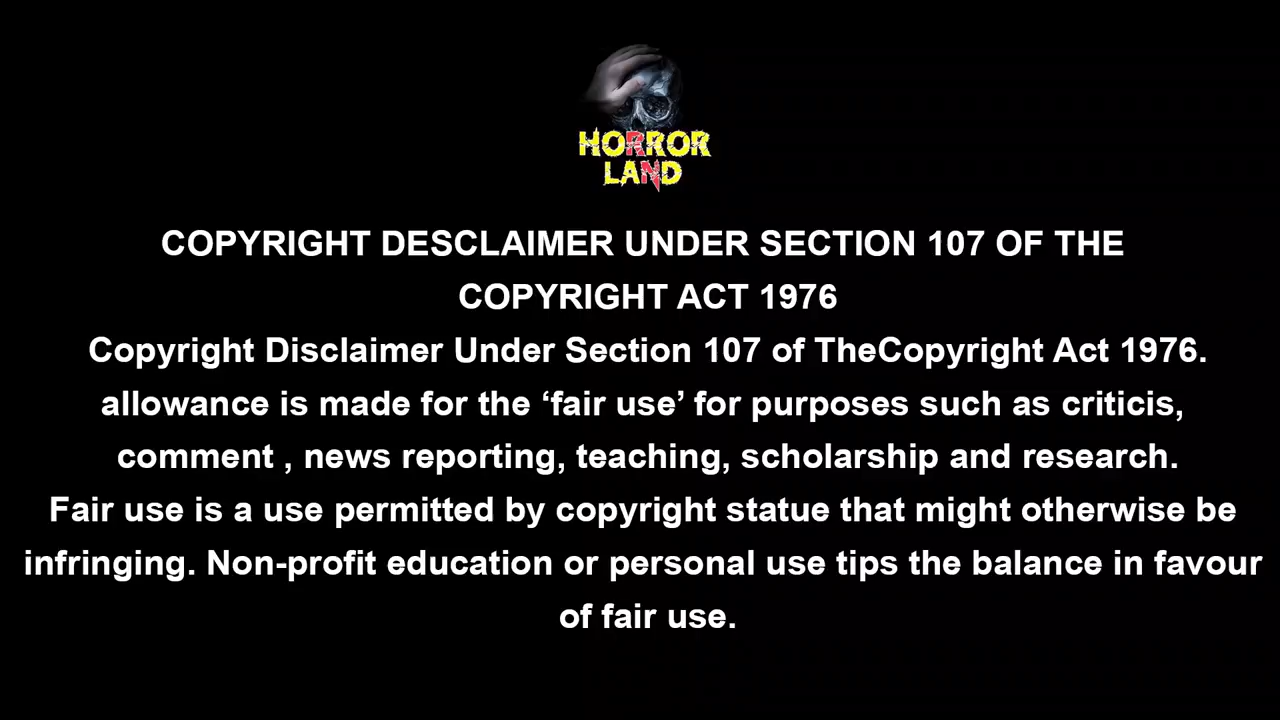 HORROR
LAND
COPYRIGHT DESCLAIMER UNDER SECTION 107 OF THE
COPYRIGHT ACT 1976
Copyright Disclaimer Under Section 107 of TheCopyright Act 1976.
allowance is made for the ‘fair use’ for purposes such as criticis,
comment , news reporting, teaching, scholarship and research.
Fair use is a use permitted by copyright statue that might otherwise be
infringing. Non-profit education or personal use tips the balance in favour
of fair use.